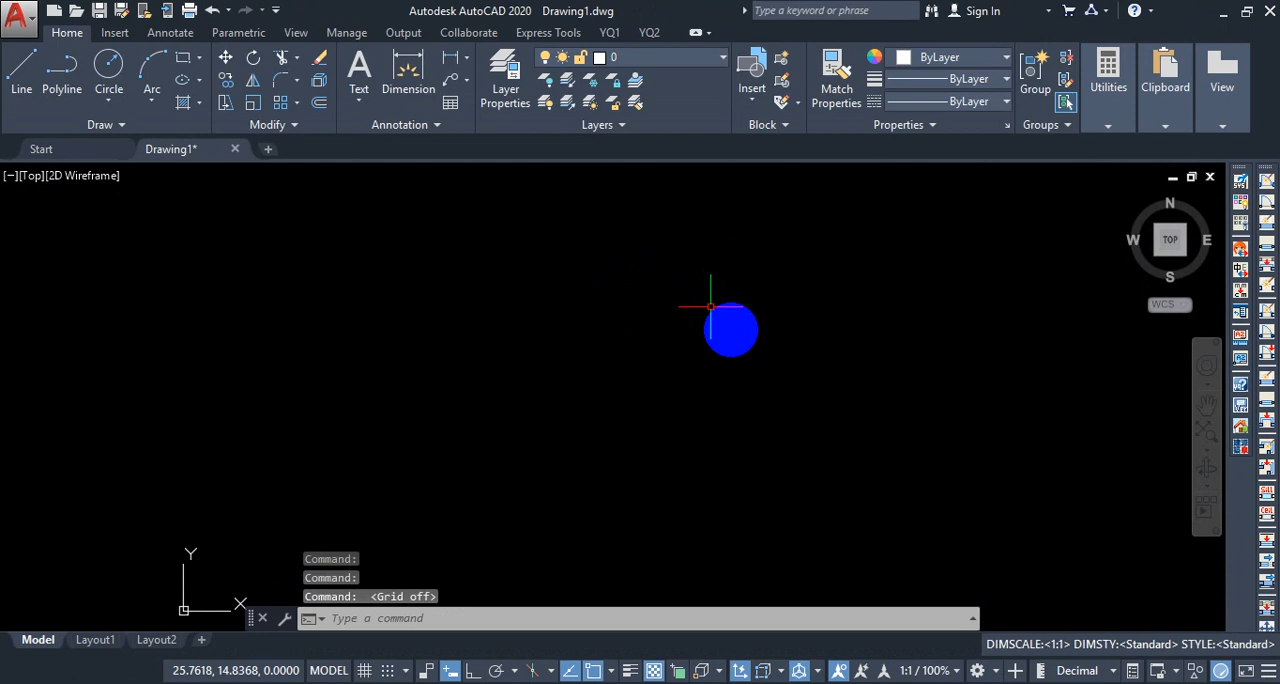 Autodesk AutoCAD 2020 Drawing1.dwg
Type a keyword or phrase
Sign In
Home Insert Annotate Parametric View Manage Output Collaborate Express Tools YQ1 YQ2
Line Polyline Circle Arc
Text Dimension
Layer Properties
0
Insert
Match Properties
ByLayer
ByLayer
ByLayer
Group
Utilities
Clipboard
View
Draw Modify Annotation Layers Block Properties Groups
Start Drawing1*
[−][Top][2D Wireframe]
N
W TOP E
S
WCS
Y
X
Command:
Command:
Command: <Grid off>
Type a command
Model Layout1 Layout2
DIMSCALE:<1:1> DIMSTY:<Standard> STYLE:<Standard>
25.7618, 14.8368, 0.0000 MODEL
1:1 / 100%
Decimal